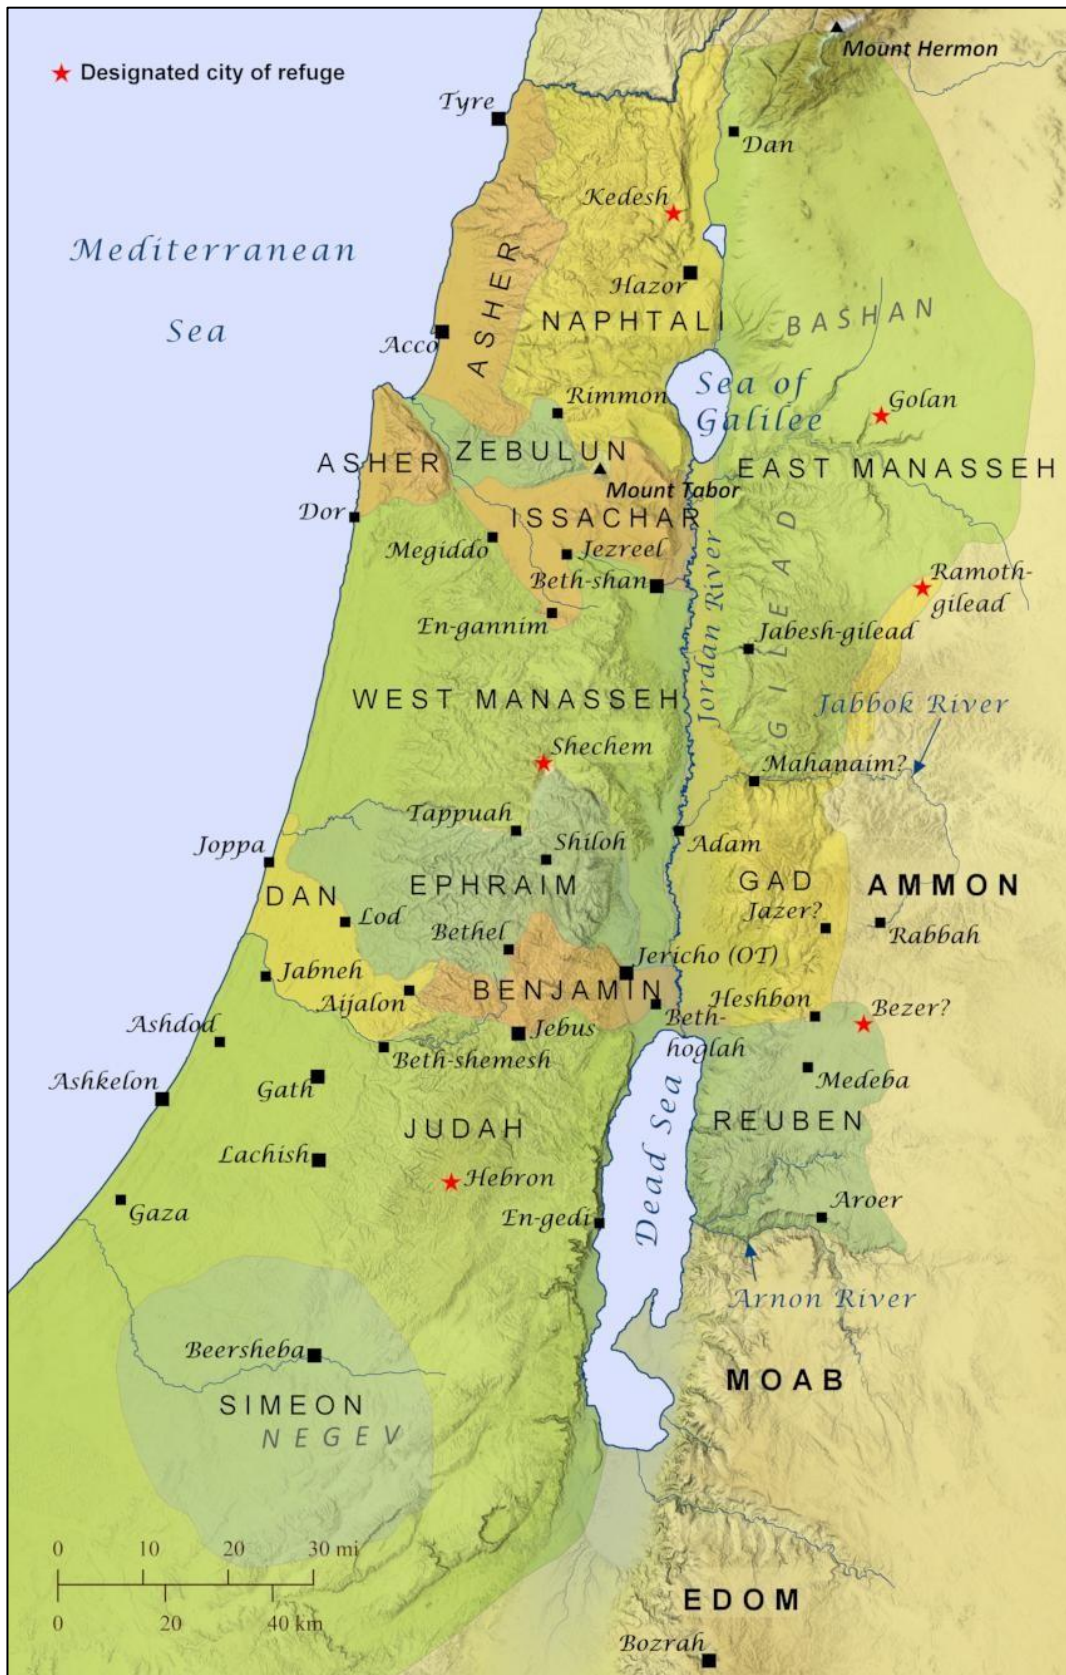 Mount Hermon
Designated city of refuge
Tyre
Dan
Kedesh
Mediterranean
Sea
ASHER
Hazor
NAPHTALI
BASHAN
Acco
Sea of
Galilee
Rimmon
Golan
ZEBULUN
ASHER
EAST MANASSEH
Mount Tabor
Dor
ISSACHAR
Megiddo
Jezreel
Beth-shan
Jordan River
GILEAD
Ramoth-
gilead
En-gannim
Jabesh-gilead
WEST MANASSEH
Jabbok River
Shechem
Mahanaim?
Tappuah
Joppa
Shiloh
Adam
EPHRAIM
GAD
AMMON
DAN
Lod
Jazer?
Rabbah
Bethel
Jericho (OT)
Jabneh
Aijalon
BENJAMIN
Heshbon
Bezer?
Ashdod
Jebus
Beth-
hoglah
Beth-shemesh
Ashkelon
Gath
Medeba
JUDAH
Dead Sea
REUBEN
Lachish
Hebron
Gaza
En-gedi
Aroer
Arnon River
Beersheba
MOAB
SIMEON
NEGEV
0 10 20 30 mi
0 20 40 km
EDOM
Bozrah